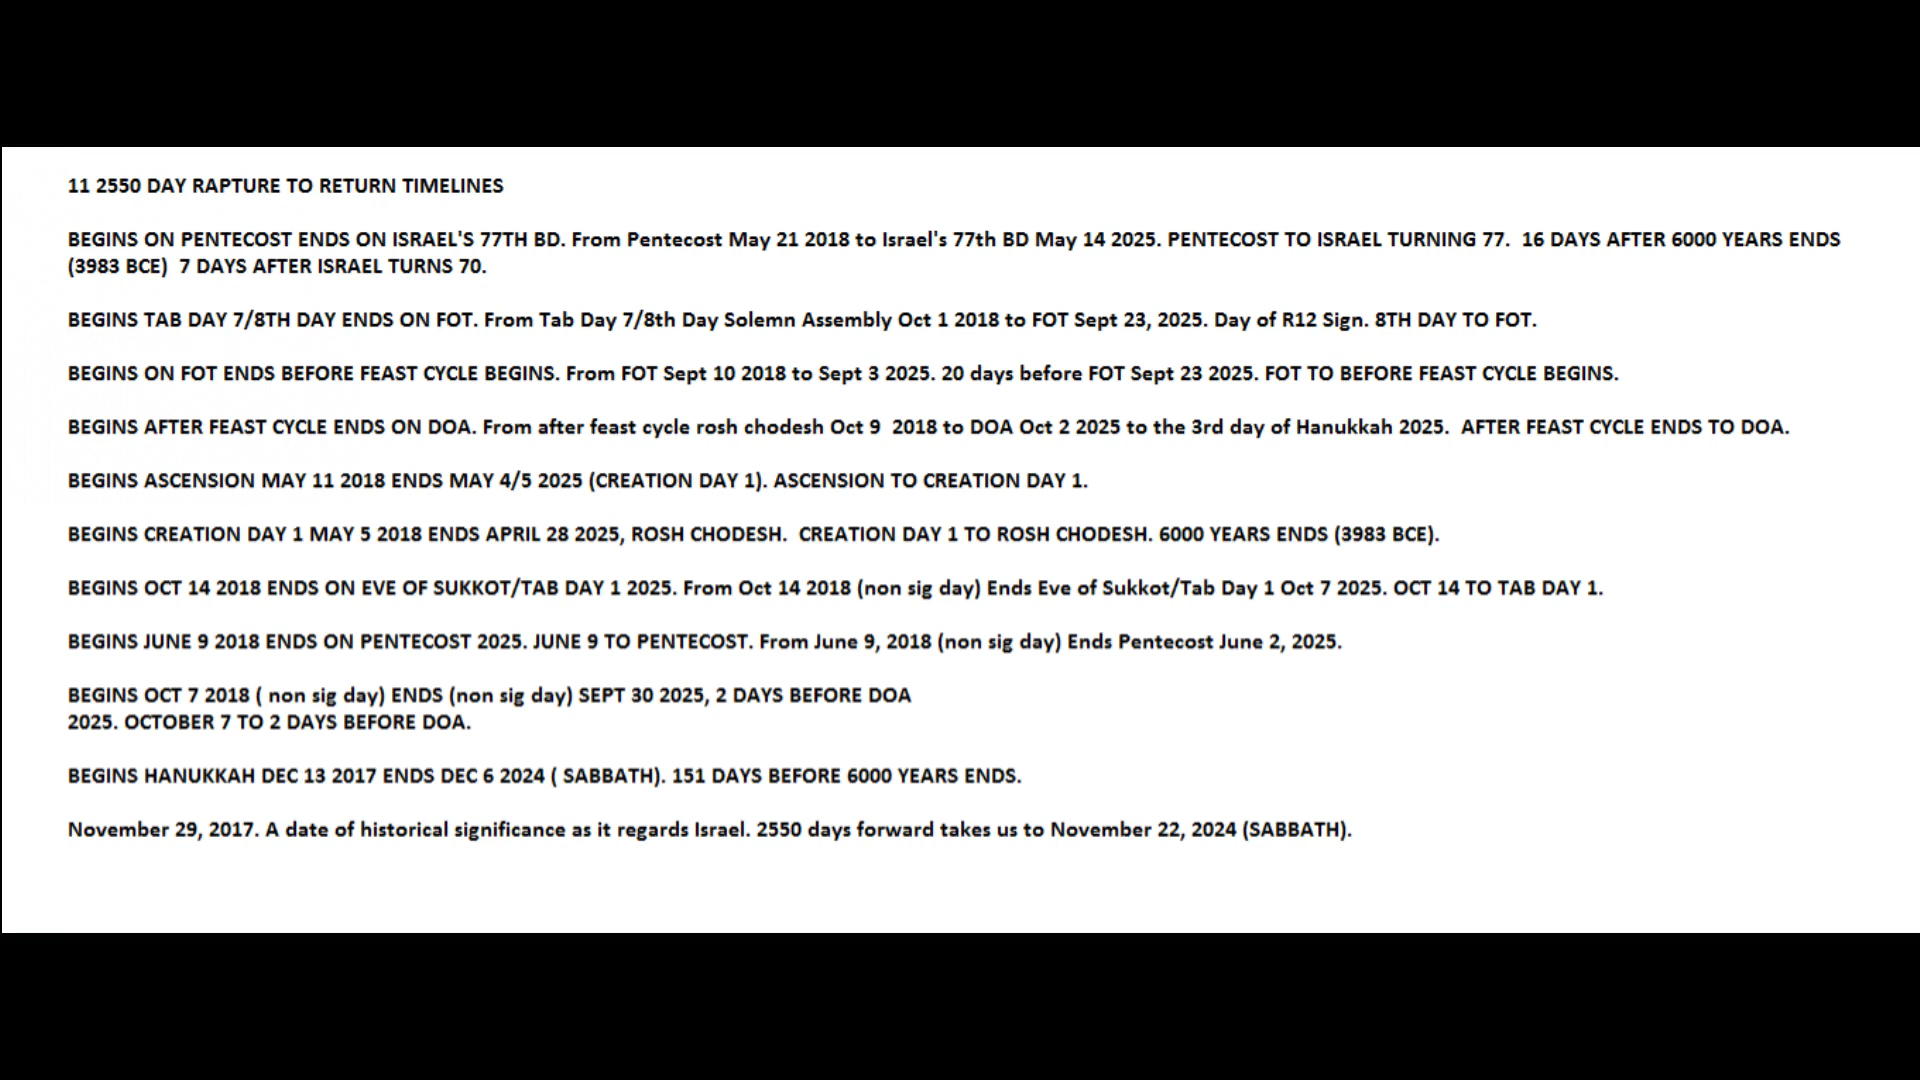 11 2550 DAY RAPTURE TO RETURN TIMELINES
BEGINS ON PENTECOST ENDS ON ISRAEL'S 77TH BD. From Pentecost May 21 2018 to Israel's 77th BD May 14 2025. PENTECOST TO ISRAEL TURNING 77.  16 DAYS AFTER 6000 YEARS ENDS
(3983 BCE)  7 DAYS AFTER ISRAEL TURNS 70.
BEGINS TAB DAY 7/8TH DAY ENDS ON FOT. From Tab Day 7/8th Day Solemn Assembly Oct 1 2018 to FOT Sept 23, 2025. Day of R12 Sign. 8TH DAY TO FOT.
BEGINS ON FOT ENDS BEFORE FEAST CYCLE BEGINS. From FOT Sept 10 2018 to Sept 3 2025. 20 days before FOT Sept 23 2025. FOT TO BEFORE FEAST CYCLE BEGINS.
BEGINS AFTER FEAST CYCLE ENDS ON DOA. From after feast cycle rosh chodesh Oct 9  2018 to DOA Oct 2 2025 to the 3rd day of Hanukkah 2025.  AFTER FEAST CYCLE ENDS TO DOA.
BEGINS ASCENSION MAY 11 2018 ENDS MAY 4/5 2025 (CREATION DAY 1). ASCENSION TO CREATION DAY 1.
BEGINS CREATION DAY 1 MAY 5 2018 ENDS APRIL 28 2025, ROSH CHODESH.  CREATION DAY 1 TO ROSH CHODESH. 6000 YEARS ENDS (3983 BCE).
BEGINS OCT 14 2018 ENDS ON EVE OF SUKKOT/TAB DAY 1 2025. From Oct 14 2018 (non sig day) Ends Eve of Sukkot/Tab Day 1 Oct 7 2025. OCT 14 TO TAB DAY 1.
BEGINS JUNE 9 2018 ENDS ON PENTECOST 2025. JUNE 9 TO PENTECOST. From June 9, 2018 (non sig day) Ends Pentecost June 2, 2025.
BEGINS OCT 7 2018 ( non sig day) ENDS (non sig day) SEPT 30 2025, 2 DAYS BEFORE DOA
2025. OCTOBER 7 TO 2 DAYS BEFORE DOA.
BEGINS HANUKKAH DEC 13 2017 ENDS DEC 6 2024 ( SABBATH). 151 DAYS BEFORE 6000 YEARS ENDS.
November 29, 2017. A date of historical significance as it regards Israel. 2550 days forward takes us to November 22, 2024 (SABBATH).